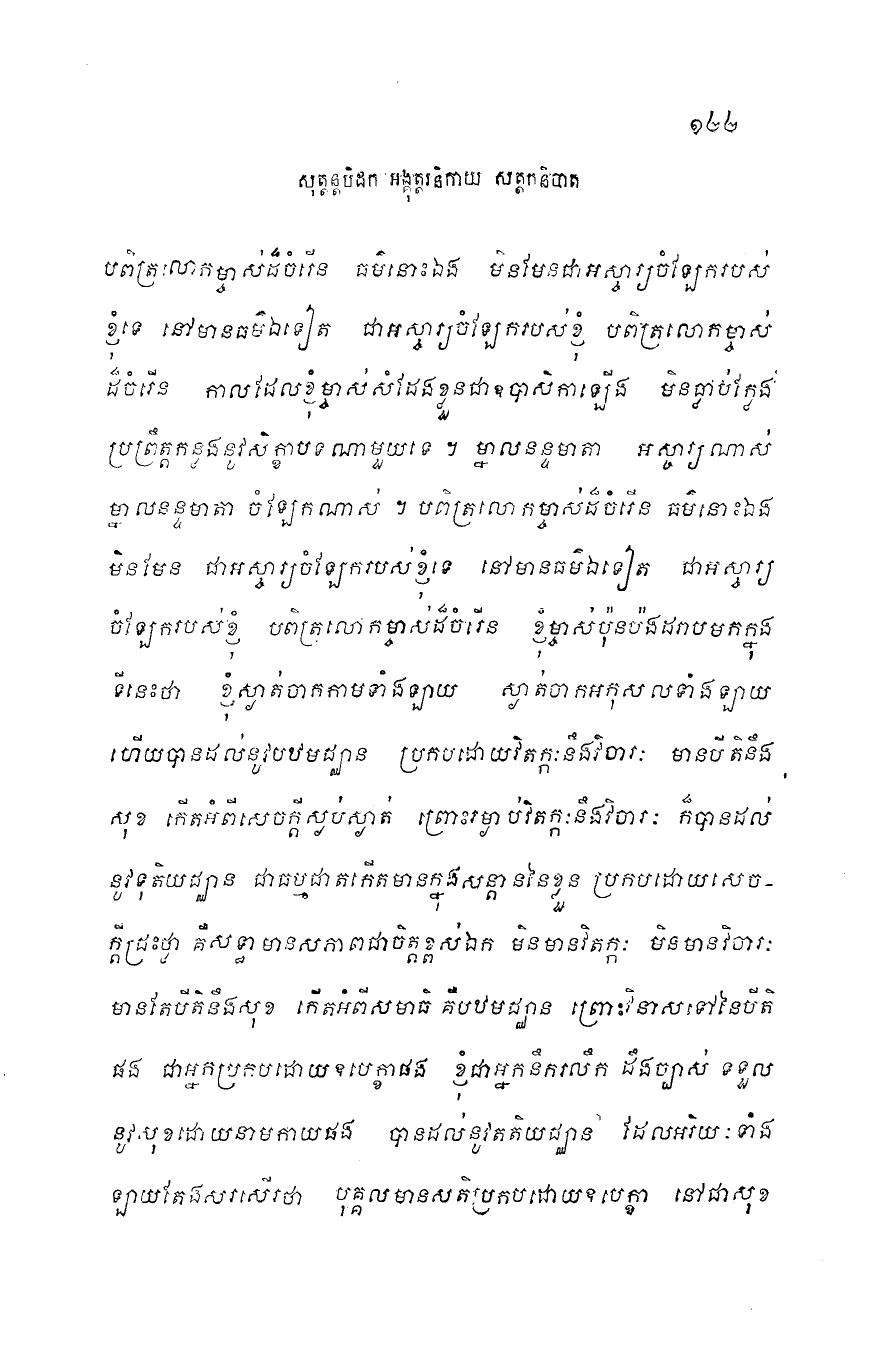 ១៤៤
សុត្តន្តបិដក អង្គុត្តរនិកាយ សត្តកនិបាត
បពិត្រលោកម្ចាស់ដ៏ចំរើន ធម៌នោះឯង មិនមែនជាអស្ចារ្យចំឡែករបស់
ខ្ញុំទេ នៅមានធម៌ឯទៀត ជាអស្ចារ្យចំឡែករបស់ខ្ញុំ បពិត្រលោកម្ចាស់
ដ៏ចំរើន កាលដែលខ្ញុំម្ចាស់សំដែងខ្លួនជាឧបាសិកាឡើង មិនធ្លាប់ក្លែង
ប្រព្រឹត្តកន្លងនូវសិក្ខាបទណាមួយទេ ។ ម្នាលនន្ទមាតា អស្ចារ្យណាស់
ម្នាលនន្ទមាតា ចំឡែកណាស់ ។ បពិត្រលោកម្ចាស់ដ៏ចំរើន ធម៌នោះឯង
មិនមែន ជាអស្ចារ្យចំឡែករបស់ខ្ញុំទេ នៅមានធម៌ឯទៀត ជាអស្ចារ្យ
ចំឡែករបស់ខ្ញុំ បពិត្រលោកម្ចាស់ដ៏ចំរើន ខ្ញុំម្ចាស់ប៉ុនប៉ងដរាបមកក្នុង
ទីនេះថា ខ្ញុំស្ងាត់ចាកកាមទាំងឡាយ ស្ងាត់ចាកអកុសលទាំងឡាយ
ហើយបានដល់នូវបឋមជ្ឈាន ប្រកបដោយវិតក្កៈនឹងវិចារៈ មានបីតិនឹង
សុខ កើតអំពីសេចក្តីស្ងប់ស្ងាត់ ព្រោះរម្ងាប់វិតក្កៈនឹងវិចារៈ ក៏បានដល់
នូវទុតិយជ្ឈាន ជាធម្មជាតកើតមានក្នុងសន្តាននៃខ្លួន ប្រកបដោយសេច-
ក្តីជ្រះថ្លា គឺសទ្ធា មានសភាពជាចិត្តខ្ពស់ឯក មិនមានវិតក្កៈ មិនមានវិចារៈ
មានតែបីតិនឹងសុខ កើតអំពីសមាធិ គឺបឋមជ្ឈាន ព្រោះវិនាសទៅនៃបីតិ
ផង ជាអ្នកប្រកបដោយឧបេក្ខាផង ខ្ញុំជាអ្នកនឹករលឹក ដឹងច្បាស់ ទទួល
នូវសុខដោយនាមកាយផង បានដល់នូវតតិយជ្ឈាន ដែលអរិយៈទាំង
ឡាយតែងសរសើរថា បុគ្គលមានសតិប្រកបដោយឧបេក្ខា នៅជាសុខ